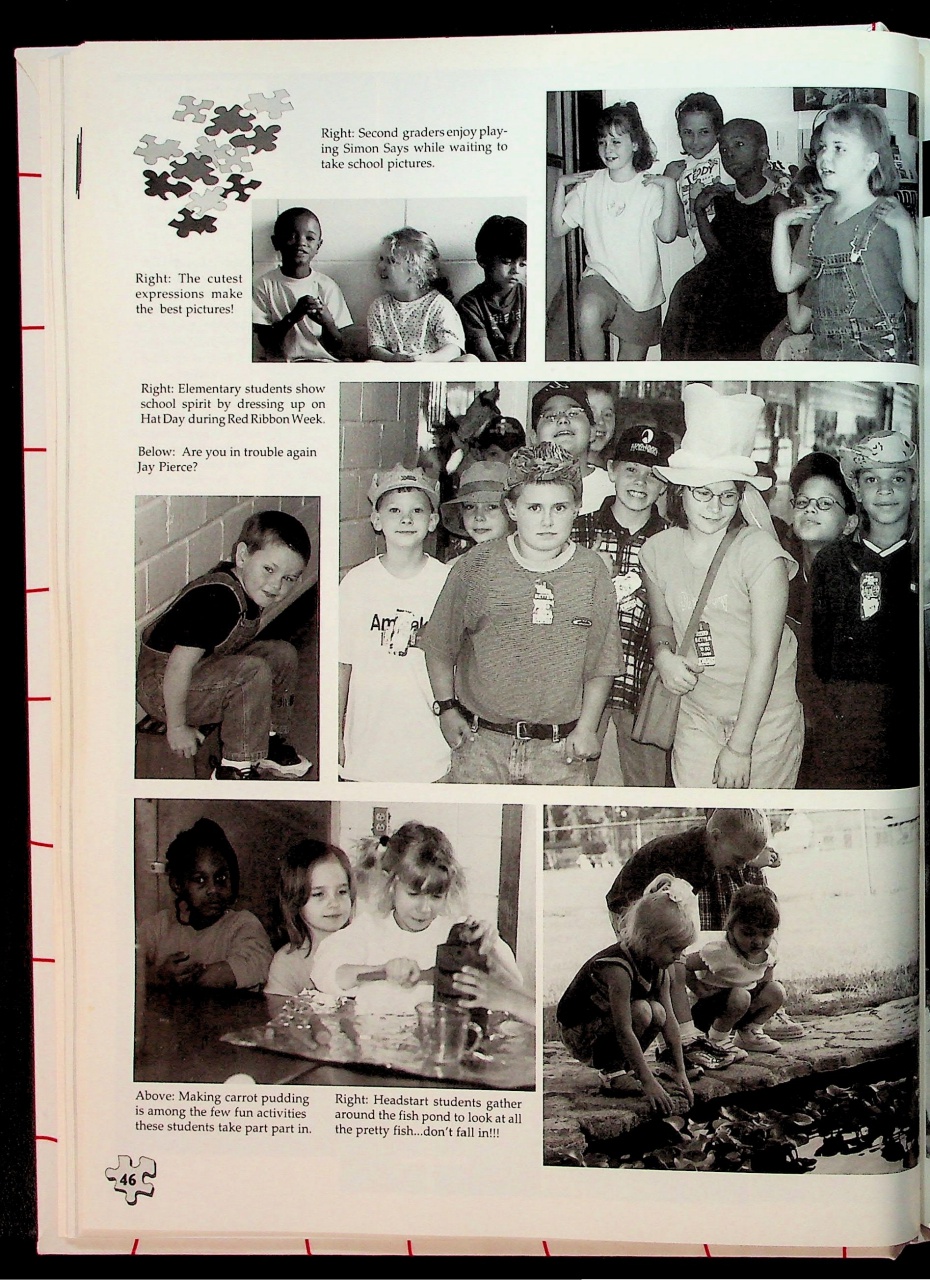 Right: Second graders enjoy play-
ing Simon Says while waiting to
take school pictures.
TEDDY
Right: The cutest
expressions make
the best pictures!
Right: Elementary students show
school spirit by dressing up on
Hat Day during Red Ribbon Week.
Below: Are you in trouble again
Jay Pierce?
Above: Making carrot pudding
is among the few fun activities
these students take part part in.
Right: Headstart students gather
around the fish pond to look at all
the pretty fish...don't fall in!!!
46